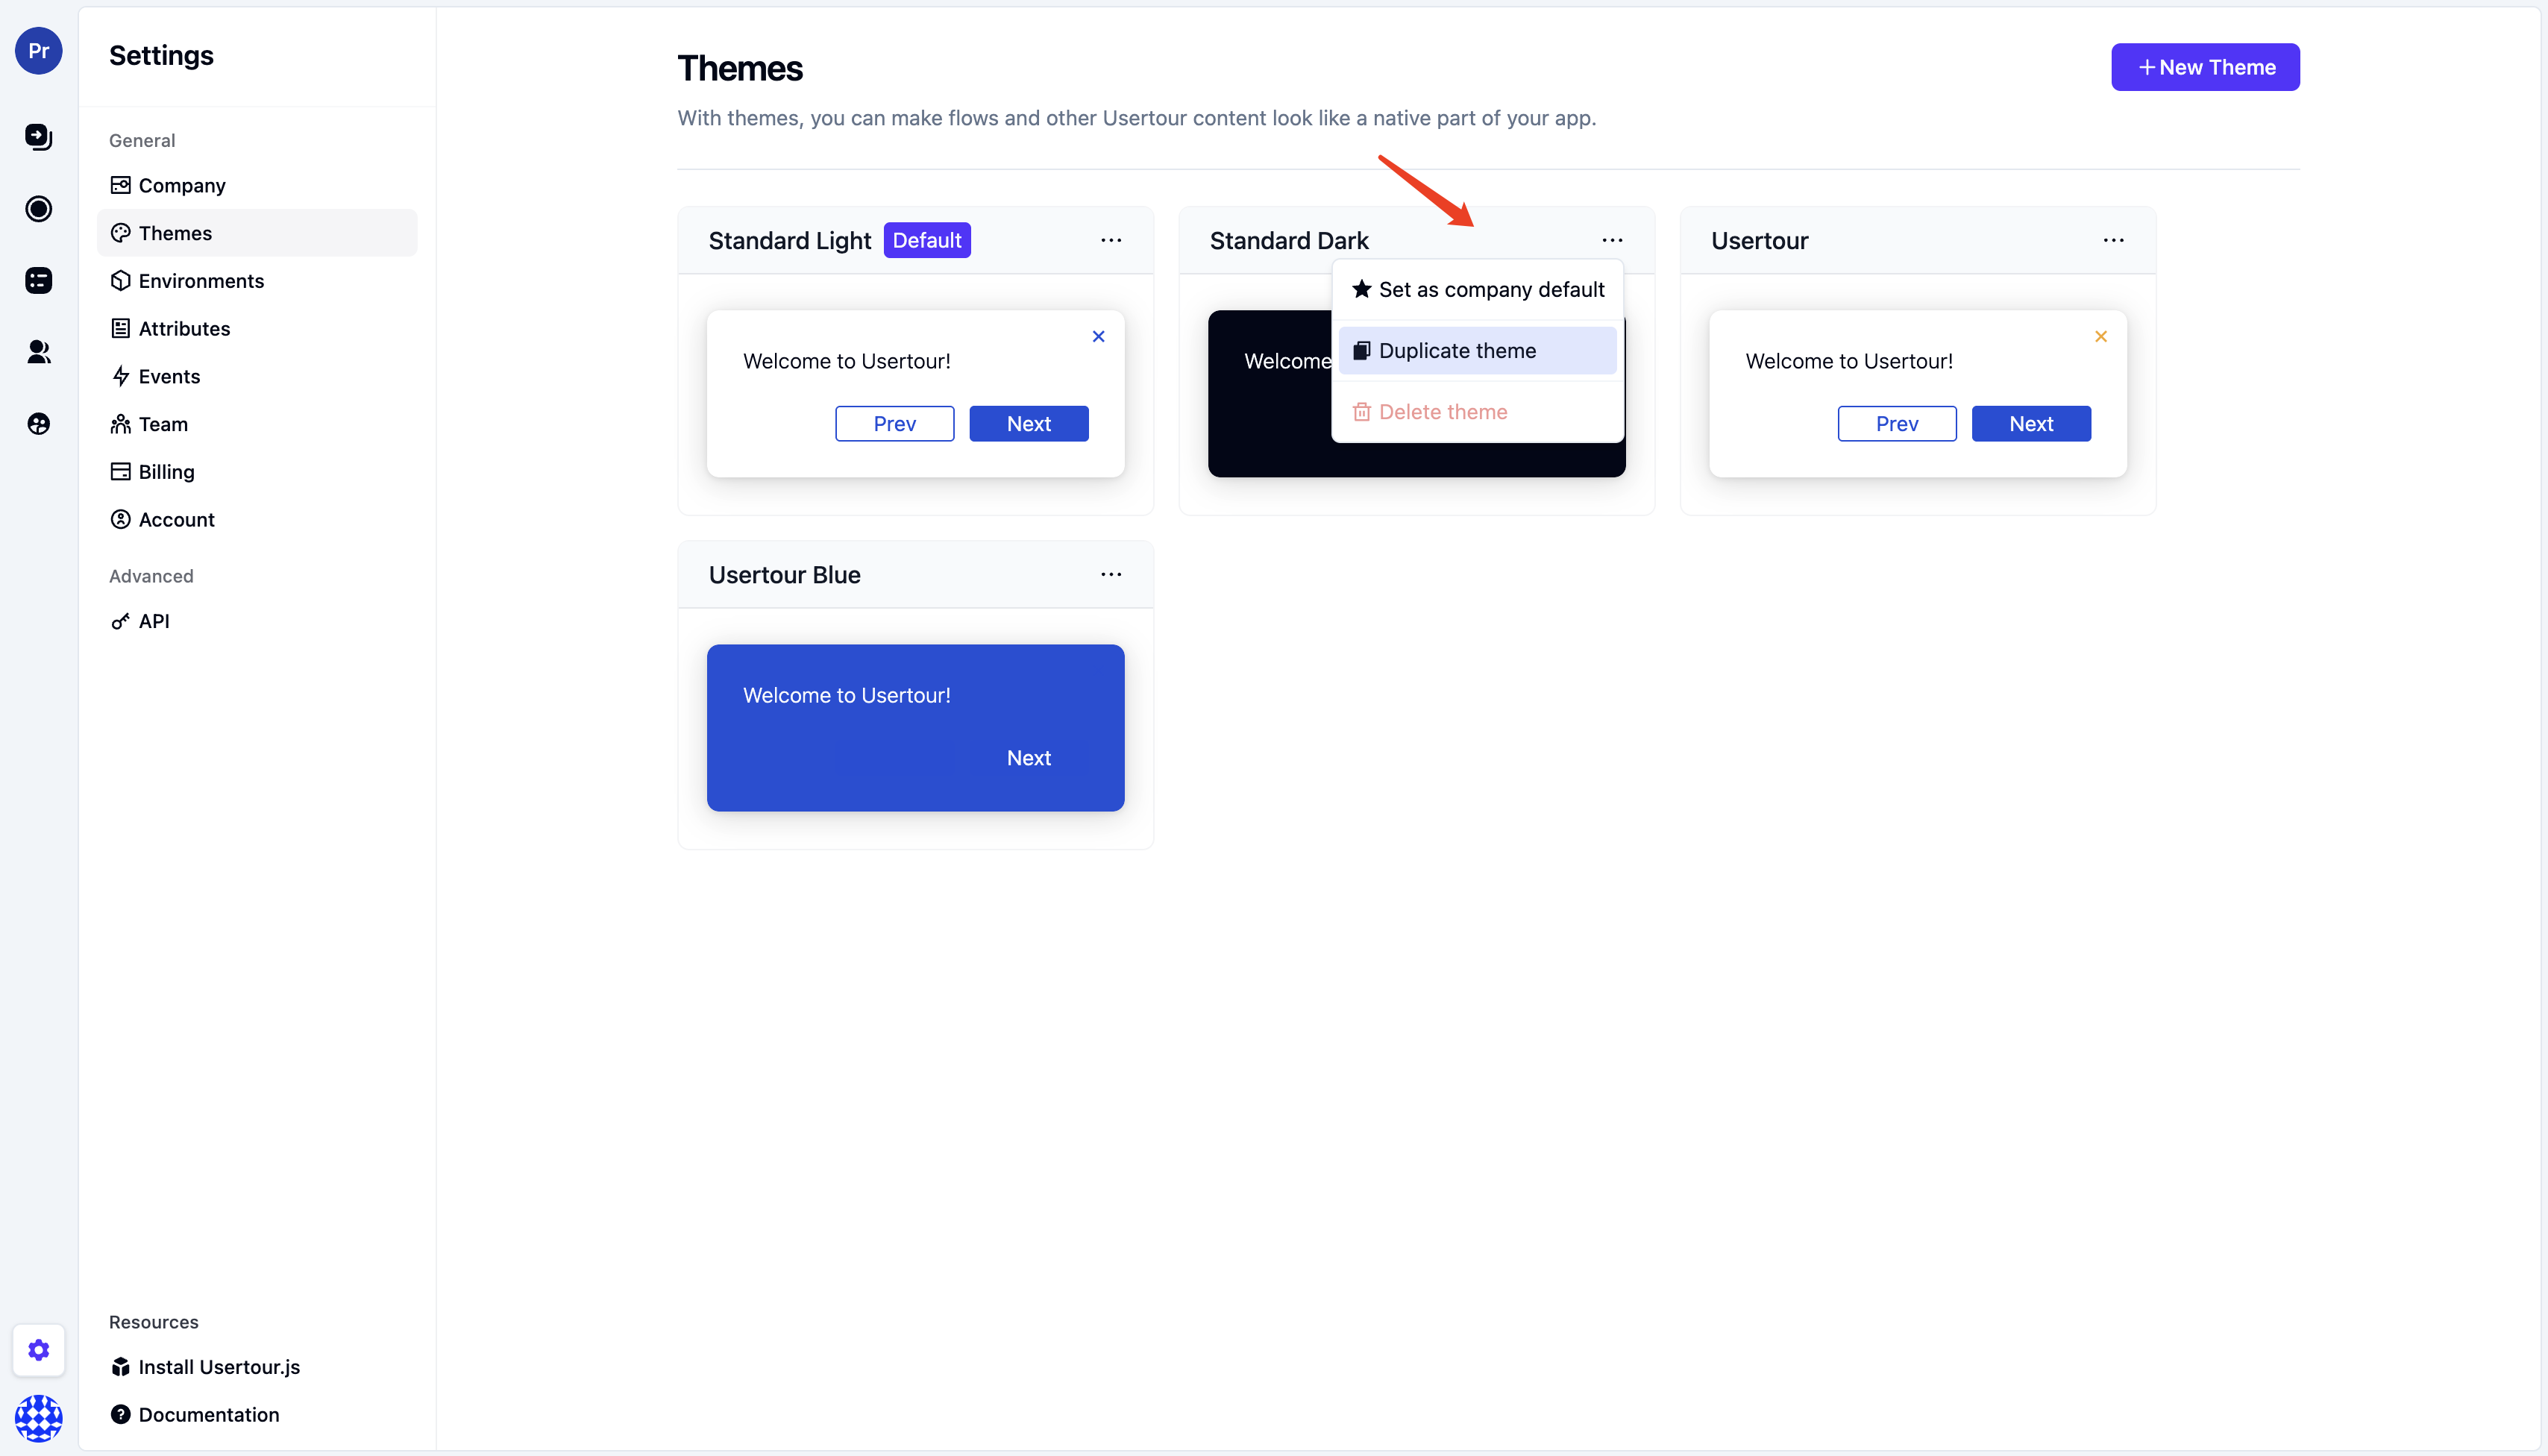 Pr
Settings
General
Company
Themes
Environments
Attributes
Events
Team
Billing
Account
Advanced
API
Resources
Install Usertour.js
Documentation
Themes
New Theme
With themes, you can make flows and other Usertour content look like a native part of your app.
Standard Light Default
Welcome to Usertour!
Prev Next
Standard Dark
Welcome
Set as company default
Duplicate theme
Delete theme
Usertour
Welcome to Usertour!
Prev Next
Usertour Blue
Welcome to Usertour!
Next